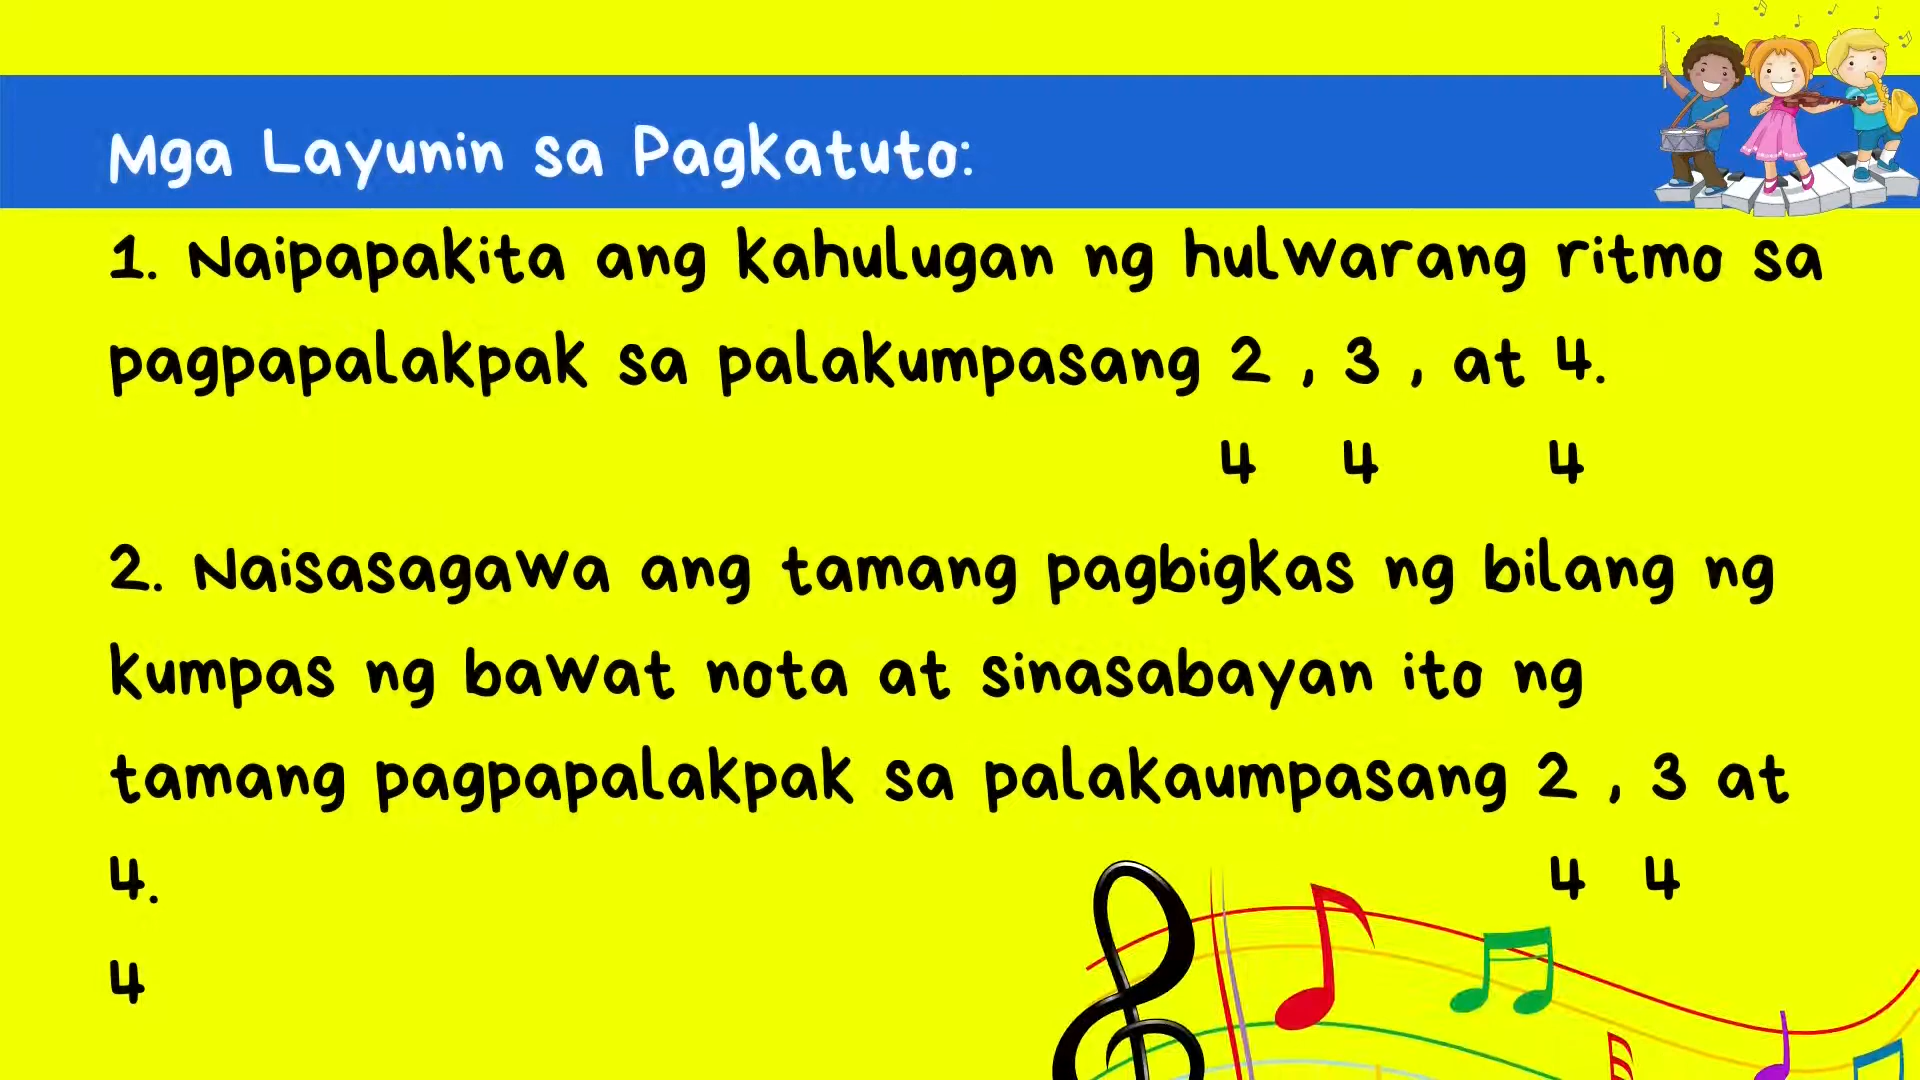 Mga Layunin sa Pagkatuto:
1. Naipapakita ang kahulugan ng hulwarang ritmo sa
pagpapalakpak sa palakumpasang 2 , 3 , at 4.
4 4 4
2. Naisasagawa ang tamang pagbigkas ng bilang ng
kumpas ng bawat nota at sinasabayan ito ng
tamang pagpapalakpak sa palakaumpasang 2 , 3 at
4. 4 4
4